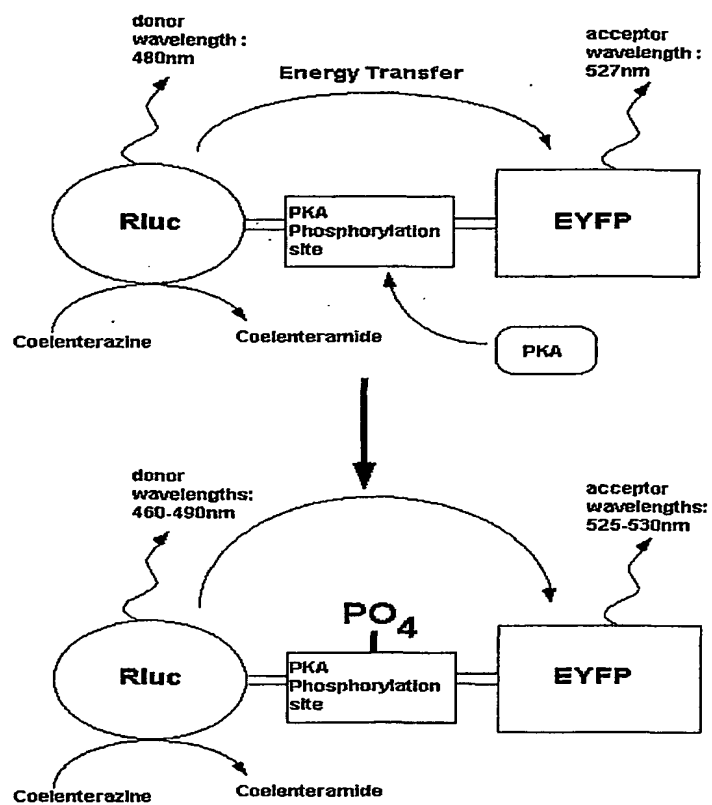 donor
wavelength :
480nm
Energy Transfer
acceptor
wavelength :
527nm
Rluc
PKA
Phosphorylation
site
EYFP
Coelenterazine
Coelenteramide
PKA
donor
wavelengths:
460-490nm
acceptor
wavelengths:
525-530nm
PO4
Rluc
PKA
Phosphorylation
site
EYFP
Coelenterazine
Coelenteramide